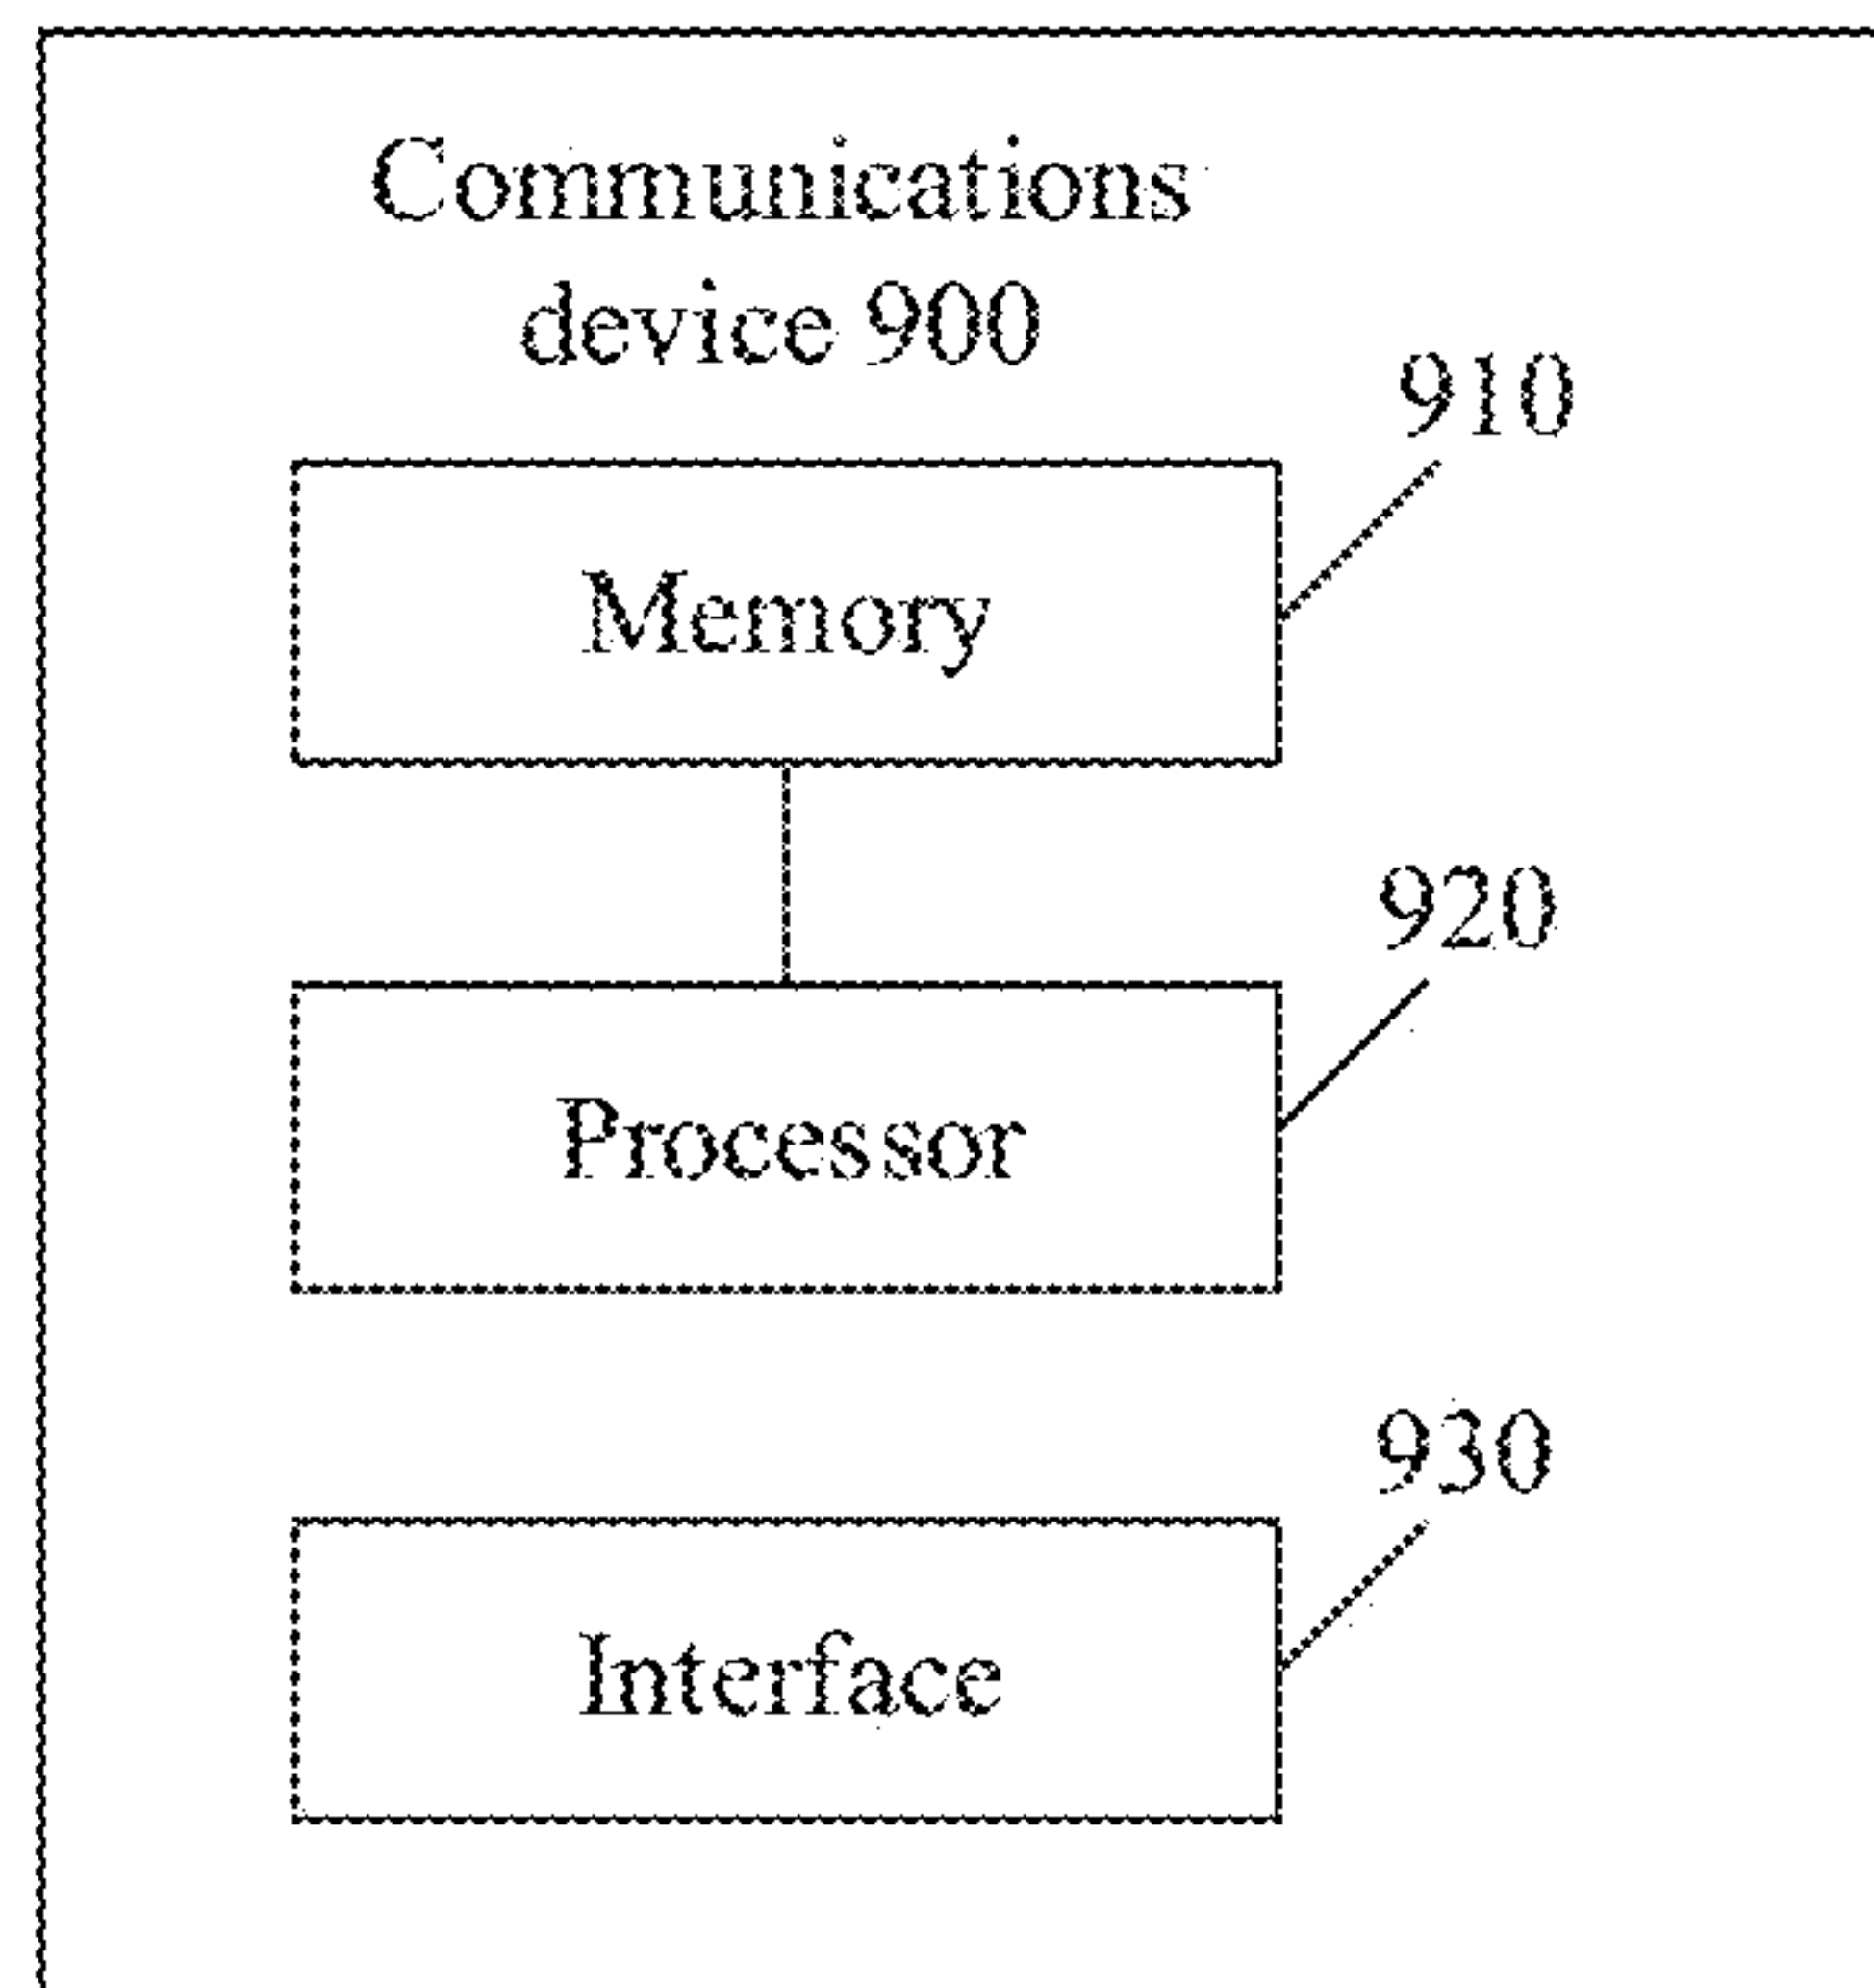 Communications
device 900
910
Memory
920
Processor
930
Interface